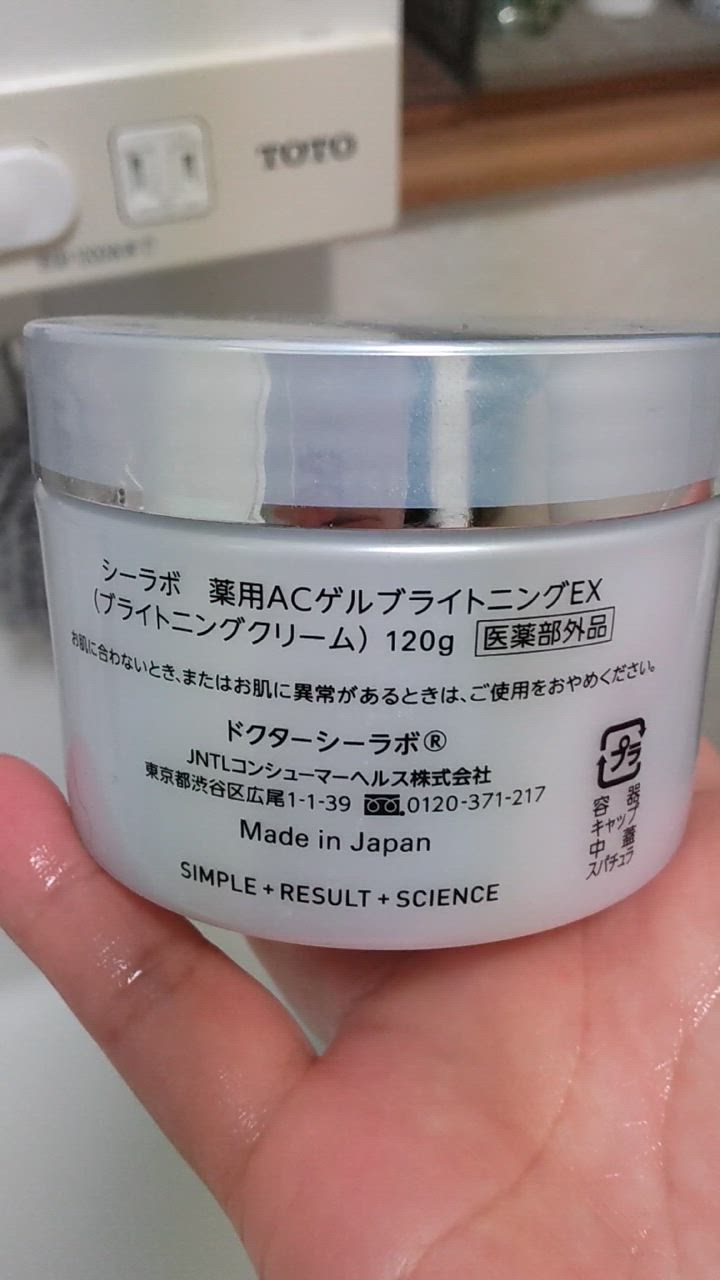 TOTO
シーラボ 薬用ACゲルブライトニングEX
(ブライトニングクリーム) 120g 医薬部外品
お肌に合わないとき、またはお肌に異常があるときは、ご使用をおやめください。
ドクターシーラボ®
JNTLコンシューマーヘルス株式会社
東京都渋谷区広尾1-1-39 0120-371-217
Made in Japan
SIMPLE + RESULT + SCIENCE
プラ
容器
キャップ
中蓋
スパチュラ